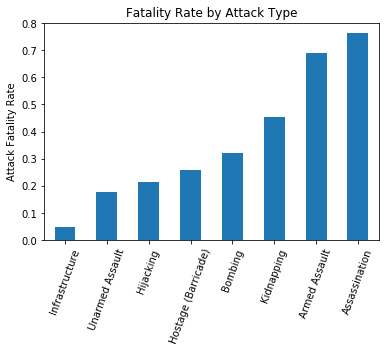 Fatality Rate by Attack Type
Attack Fatality Rate
0.8
0.7
0.6
0.5
0.4
0.3
0.2
0.1
0.0
Infrastructure
Unarmed Assault
Hijacking
Hostage (Barricade)
Bombing
Kidnapping
Armed Assault
Assassination